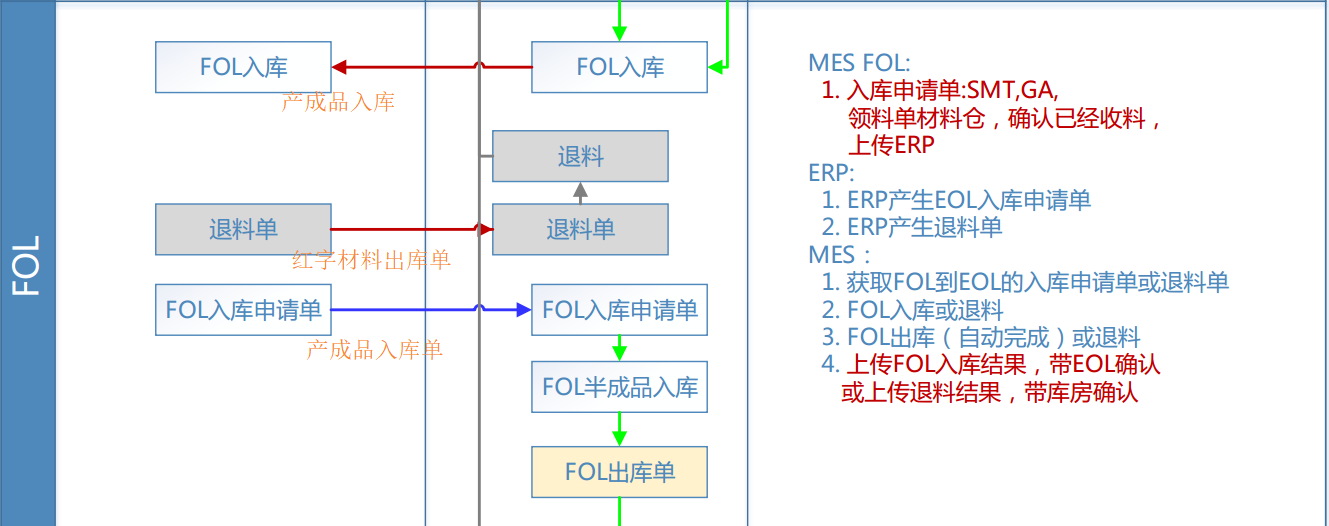 FOL
FOL入库
FOL入库
产成品入库
退料
退料单
退料单
红字材料出库单
FOL入库申请单
FOL入库申请单
产成品入库单
FOL半成品入库
FOL出库单
MES FOL:
1. 入库申请单:SMT,GA,
领料单材料仓，确认已经收料，
上传ERP
ERP:
1. ERP产生EOL入库申请单
2. ERP产生退料单
MES：
1. 获取FOL到EOL的入库申请单或退料单
2. FOL入库或退料
3. FOL出库（自动完成）或退料
4. 上传FOL入库结果，带EOL确认
或上传退料结果，带库房确认